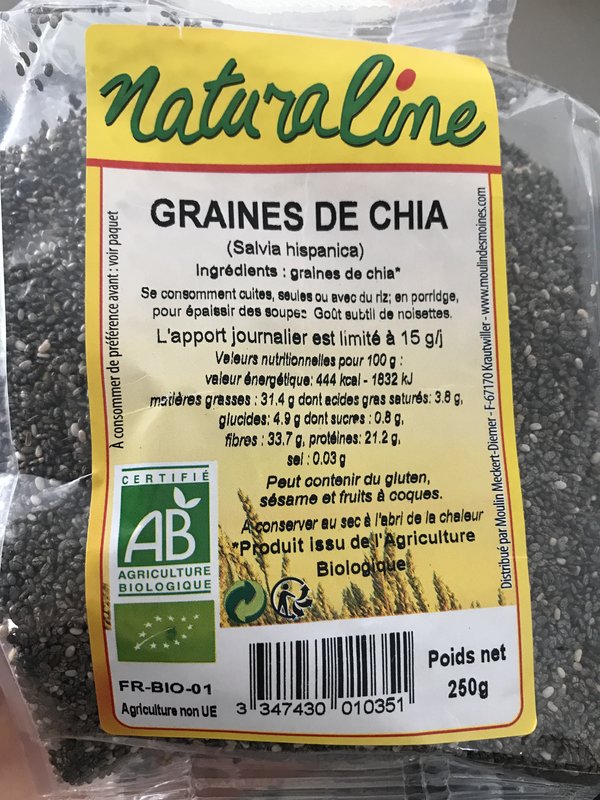 naturaline
GRAINES DE CHIA
(Salvia hispanica)
Ingrédients : graines de chia*
Se consomment cuites, seules ou avec du riz; en porridge,
pour épaissir des soupes Goût subtil de noisettes.
L'apport journalier est limité à 15 g/j
Valeurs nutritionnelles pour 100 g :
valeur énergétique: 444 kcal - 1832 kJ
matières grasses : 31.4 g dont acides gras saturés: 3.8 g,
glucides: 4.9 g dont sucres : 0.8 g,
fibres : 33.7 g, protéines: 21.2 g,
sel : 0.03 g
Peut contenir du gluten,
sésame et fruits à coques.
A conserver au sec à l'abri de la chaleur
*Produit issu de l'Agriculture
Biologique
A consommer de préférence avant : voir paquet
Distribué par Moulin Meckert-Diemer - F-67170 Krautwiller - www.moulindesmoines.com
CERTIFIÉ
AB
AGRICULTURE
BIOLOGIQUE
FR-BIO-01
Agriculture non UE
3 347430 010351
Poids net
250g